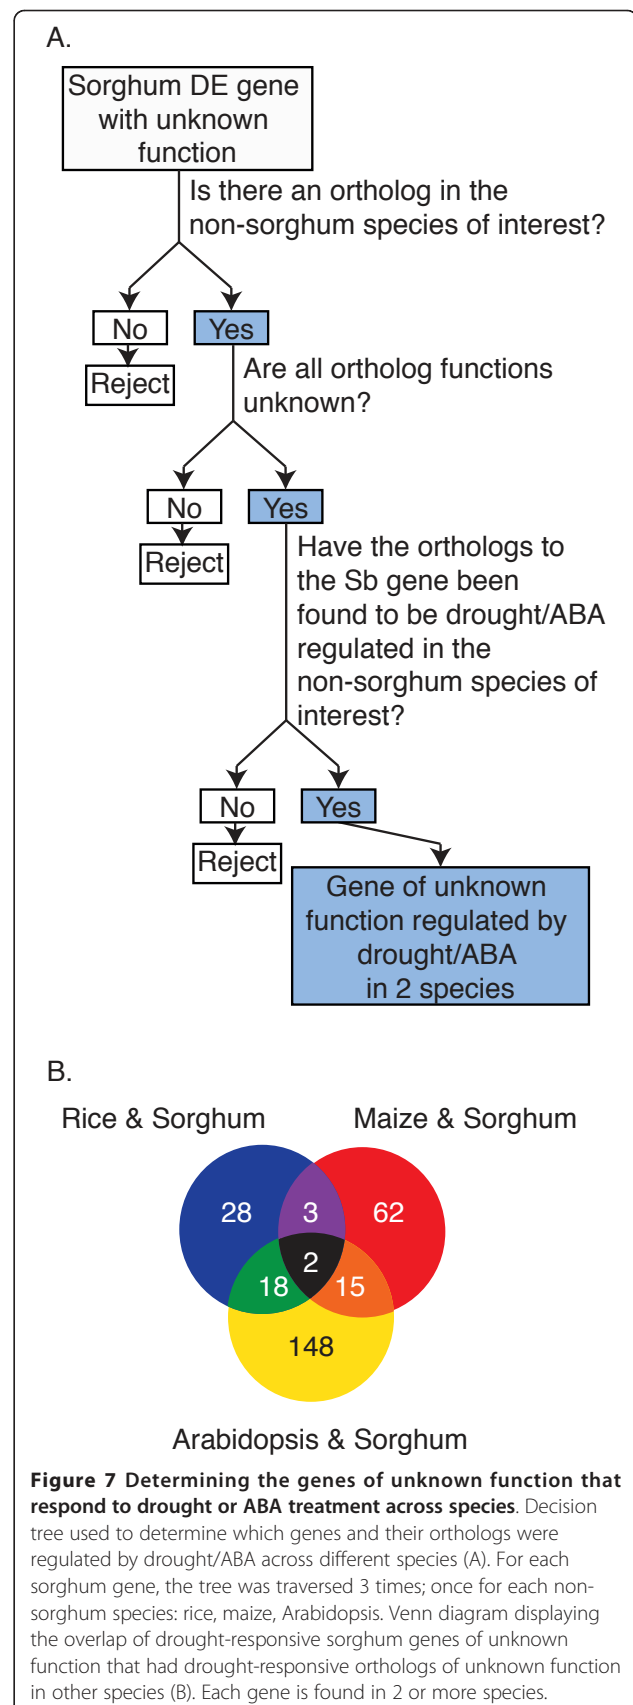 A.
Sorghum DE gene
with unknown
function
Is there an ortholog in the
non-sorghum species of interest?
No
Yes
Reject
Are all ortholog functions
unknown?
No
Yes
Reject
Have the orthologs to
the Sb gene been
found to be drought/ABA
regulated in the
non-sorghum species of
interest?
No
Yes
Reject
Gene of unknown
function regulated by
drought/ABA
in 2 species
B.
Rice & Sorghum
Maize & Sorghum
28
3
62
2
18
15
148
Arabidopsis & Sorghum
Figure 7 Determining the genes of unknown function that
respond to drought or ABA treatment across species. Decision
tree used to determine which genes and their orthologs were
regulated by drought/ABA across different species (A). For each
sorghum gene, the tree was traversed 3 times; once for each non-
sorghum species: rice, maize, Arabidopsis. Venn diagram displaying
the overlap of drought-responsive sorghum genes of unknown
function that had drought-responsive orthologs of unknown function
in other species (B). Each gene is found in 2 or more species.